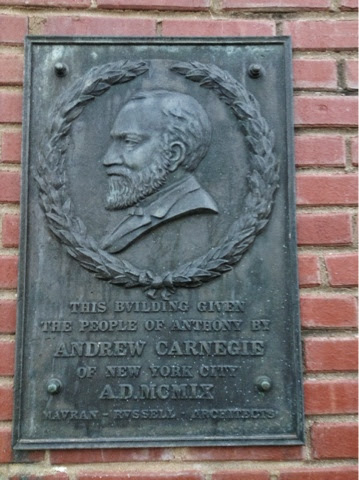 THIS BVILDING GIVEN
THE PEOPLE OF ANTHONY BY
ANDREW CARNEGIE
OF NEW YORK CITY
A.D. MCMIX
MAVRAN - RVSSELL - ARCHITECTS